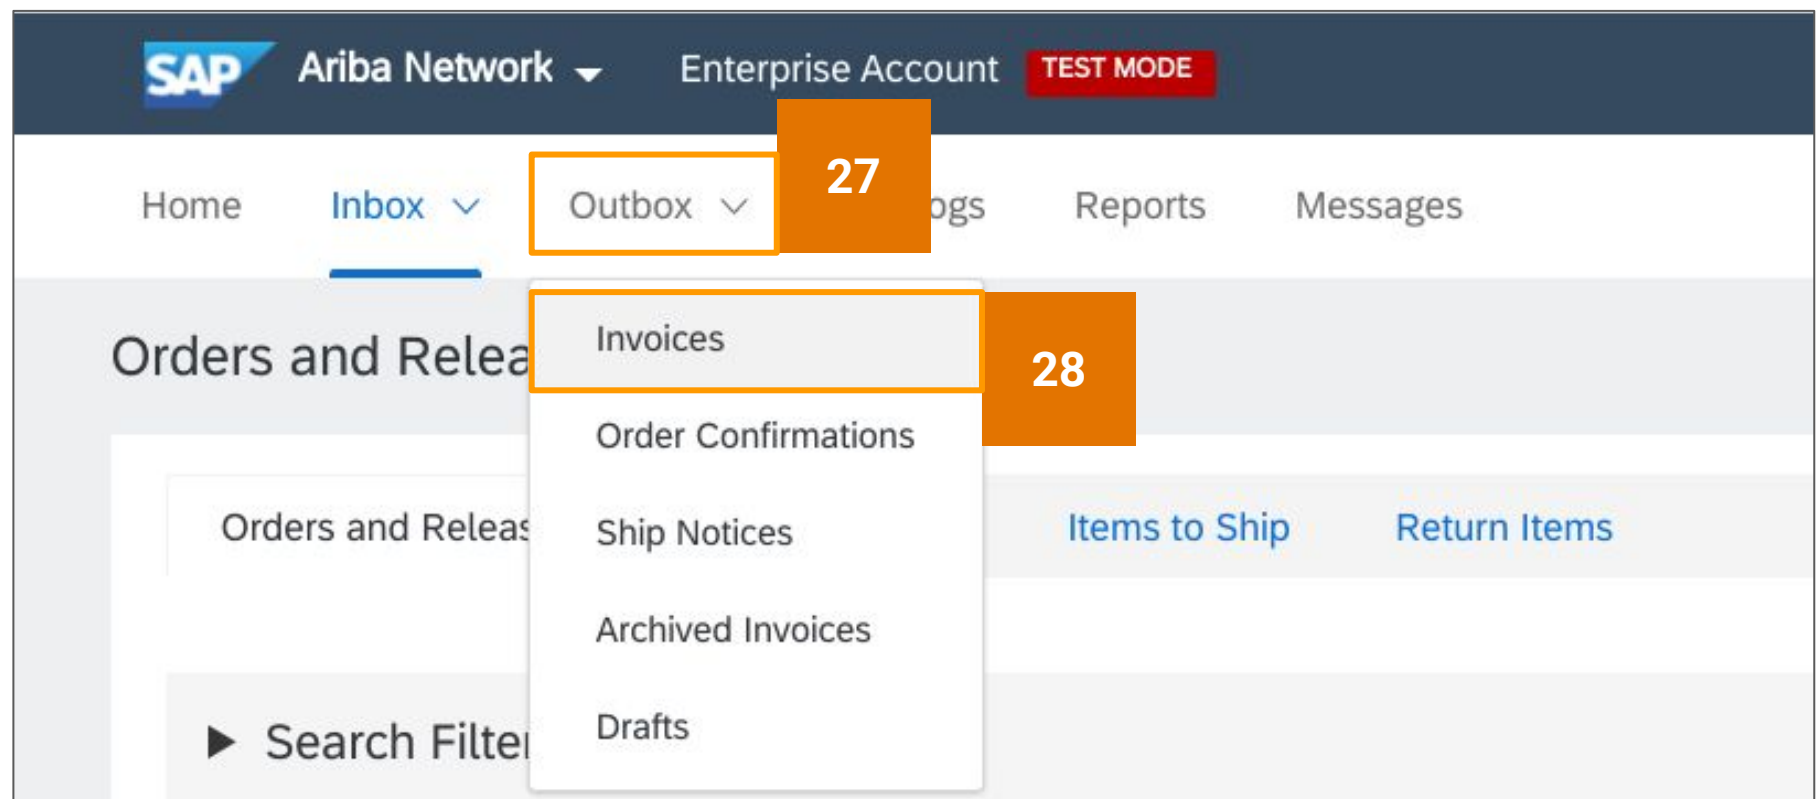 SAP Ariba Network Enterprise Account TEST MODE
Home Inbox Outbox 27 ogs Reports Messages
Invoices
Orders and Relea 28
Order Confirmations
Orders and Releas Ship Notices Items to Ship Return Items
Archived Invoices
Search Filter Drafts